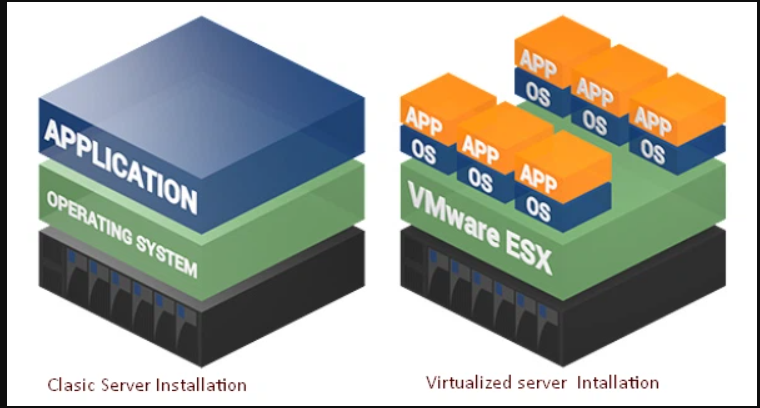 APPLICATION
OPERATING SYSTEM
Clasic Server Installation
APP
OS
APP
OS
APP
OS
APP
OS
APP
OS
APP
OS
VMware ESX
Virtualized server Intallation